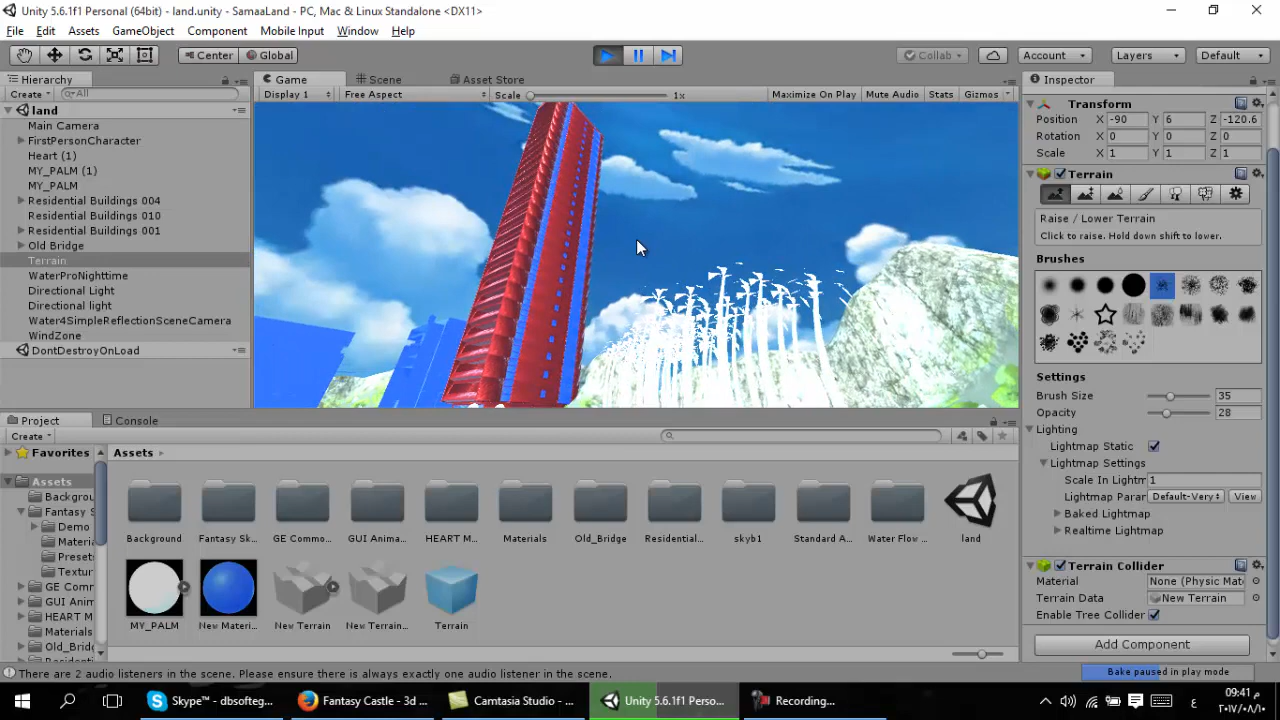 Unity 5.6.1f1 Personal (64bit) - land.unity - SamaaLand - PC, Mac & Linux Standalone <DX11>
File Edit Assets GameObject Component Mobile Input Window Help
Center Global Collab Account Layers Default
Hierarchy Game Scene Asset Store Inspector
Create All Display 1 Free Aspect Scale 1x Maximize On Play Mute Audio Stats Gizmos
land
Main Camera
FirstPersonCharacter
Heart (1)
MY_PALM (1)
MY_PALM
Residential Buildings 004
Residential Buildings 010
Residential Buildings 001
Old Bridge
Terrain
WaterProNighttime
Directional Light
Directional light
Water4SimpleReflectionSceneCamera
WindZone
DontDestroyOnLoad
Transform
Position X -90 Y 6 Z -120.6
Rotation X 0 Y 0 Z 0
Scale X 1 Y 1 Z 1
Terrain
Raise / Lower Terrain
Click to raise. Hold down shift to lower.
Brushes
Settings
Brush Size 35
Opacity 28
Lighting
Lightmap Static
Lightmap Settings
Scale In Lightm 1
Lightmap Parar Default-Very View
Baked Lightmap
Realtime Lightmap
Terrain Collider
Material None (Physic Mat
Terrain Data New Terrain
Enable Tree Collider
Add Component
Project Console
Create
Favorites
Assets
Backgrou
Fantasy S
Demo
Materi
Presets
Textur
GE Comm
GUI Anim
HEART M
Materials
Old_Bridg
Assets
Background Fantasy Sk... GE Commo... GUI Anima... HEART M... Materials Old_Bridge Residential... skyb1 Standard A... Water Flow ... land
MY_PALM New Materi... New Terrain New Terrain... Terrain
There are 2 audio listeners in the scene. Please ensure there is always exactly one audio listener in the scene.
Bake paused in play mode
Skype™ - dbsofteg... Fantasy Castle - 3d ... Camtasia Studio - ... Unity 5.6.1f1 Perso... Recording...
09:41 م
٢٠١٧/٠٨/١٠